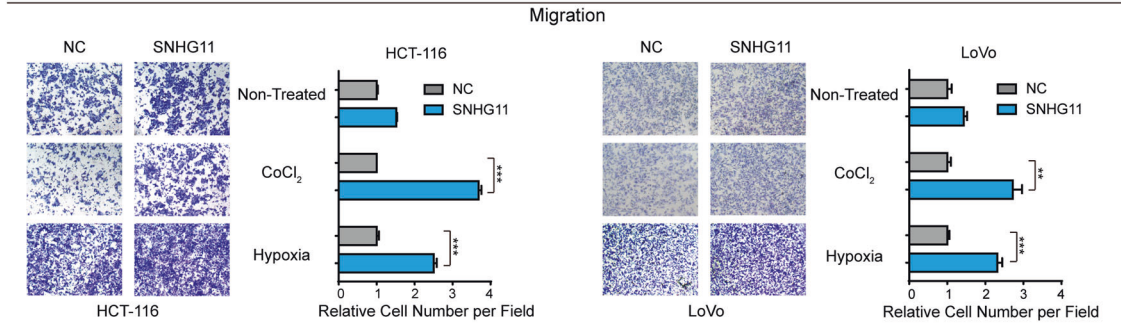 Migration
NC SNHG11
HCT-116
NC
SNHG11
Non-Treated
CoCl₂
Hypoxia
***
***
0 1 2 3 4
HCT-116
Relative Cell Number per Field
NC SNHG11
LoVo
NC
SNHG11
Non-Treated
CoCl₂
Hypoxia
**
***
0 1 2 3 4
LoVo
Relative Cell Number per Field